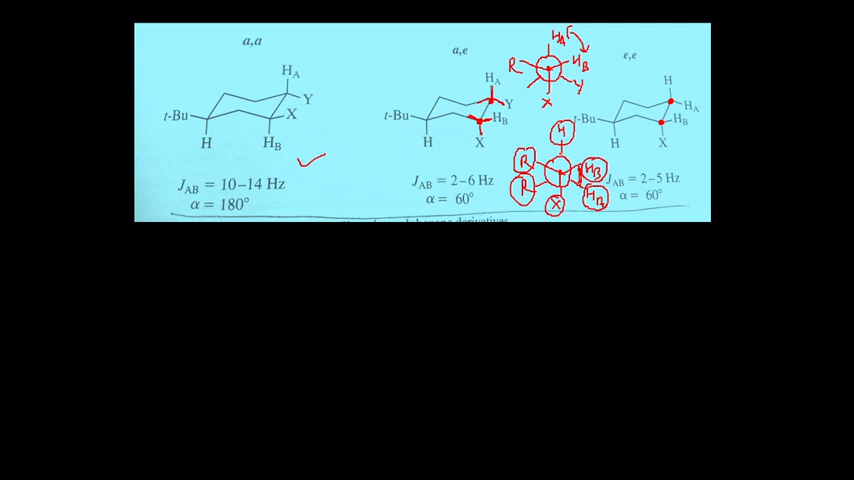 a,a
H_A
Y
t-Bu
X
H
H_B
J_AB = 10–14 Hz
α = 180°
a,e
H_A
Y
t-Bu
H_B
H
X
J_AB = 2–6 Hz
α = 60°
H_A
R
H_B
Y
X
H
R
H_B
R
X
e,e
H
H_A
t-Bu
H_B
H
X
J_AB = 2–5 Hz
α = 60°
derivatives